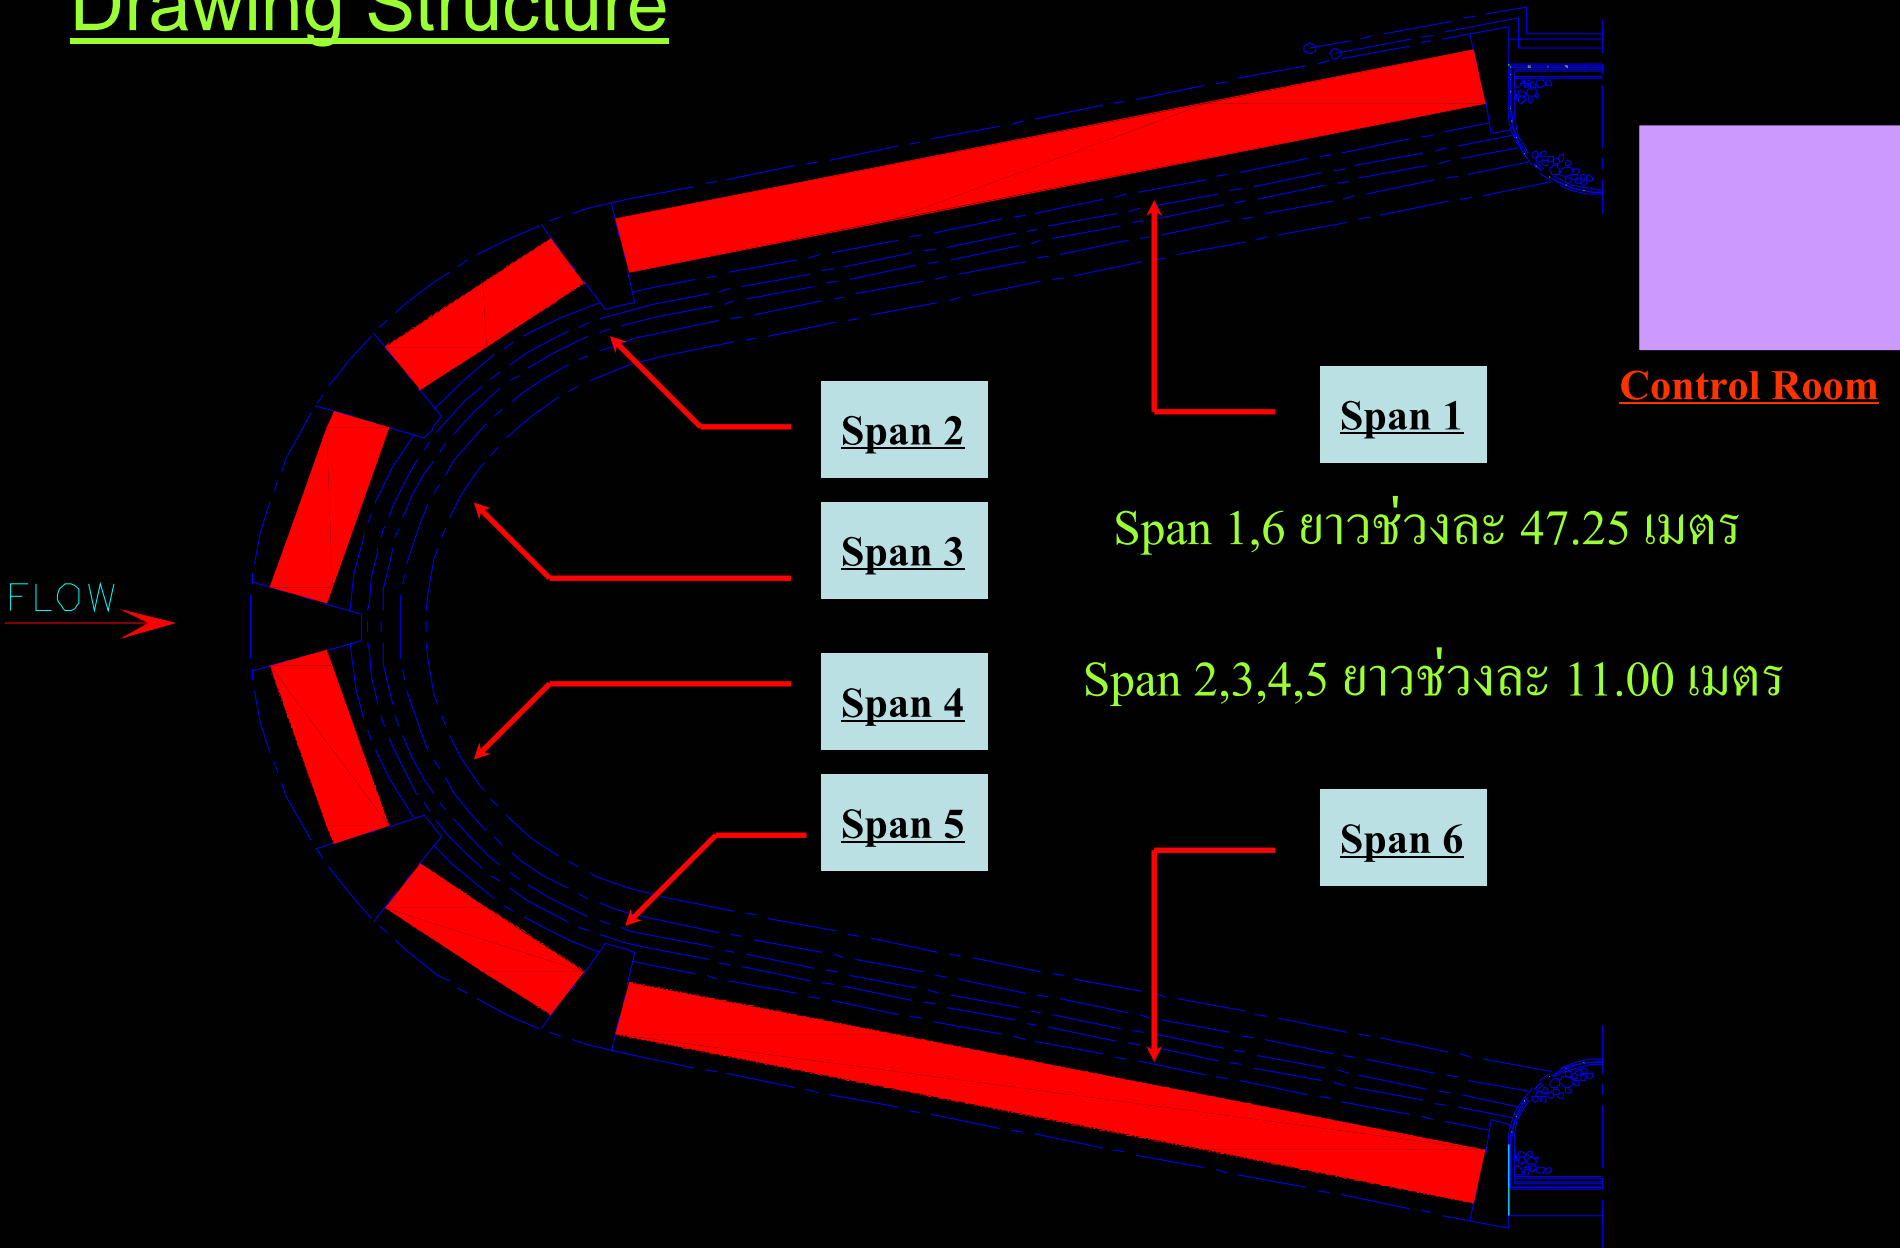 Drawing Structure
Control Room
Span 2
Span 1
Span 3
Span 1,6 ยาวช่วงละ 47.25 เมตร
FLOW
Span 4
Span 2,3,4,5 ยาวช่วงละ 11.00 เมตร
Span 5
Span 6